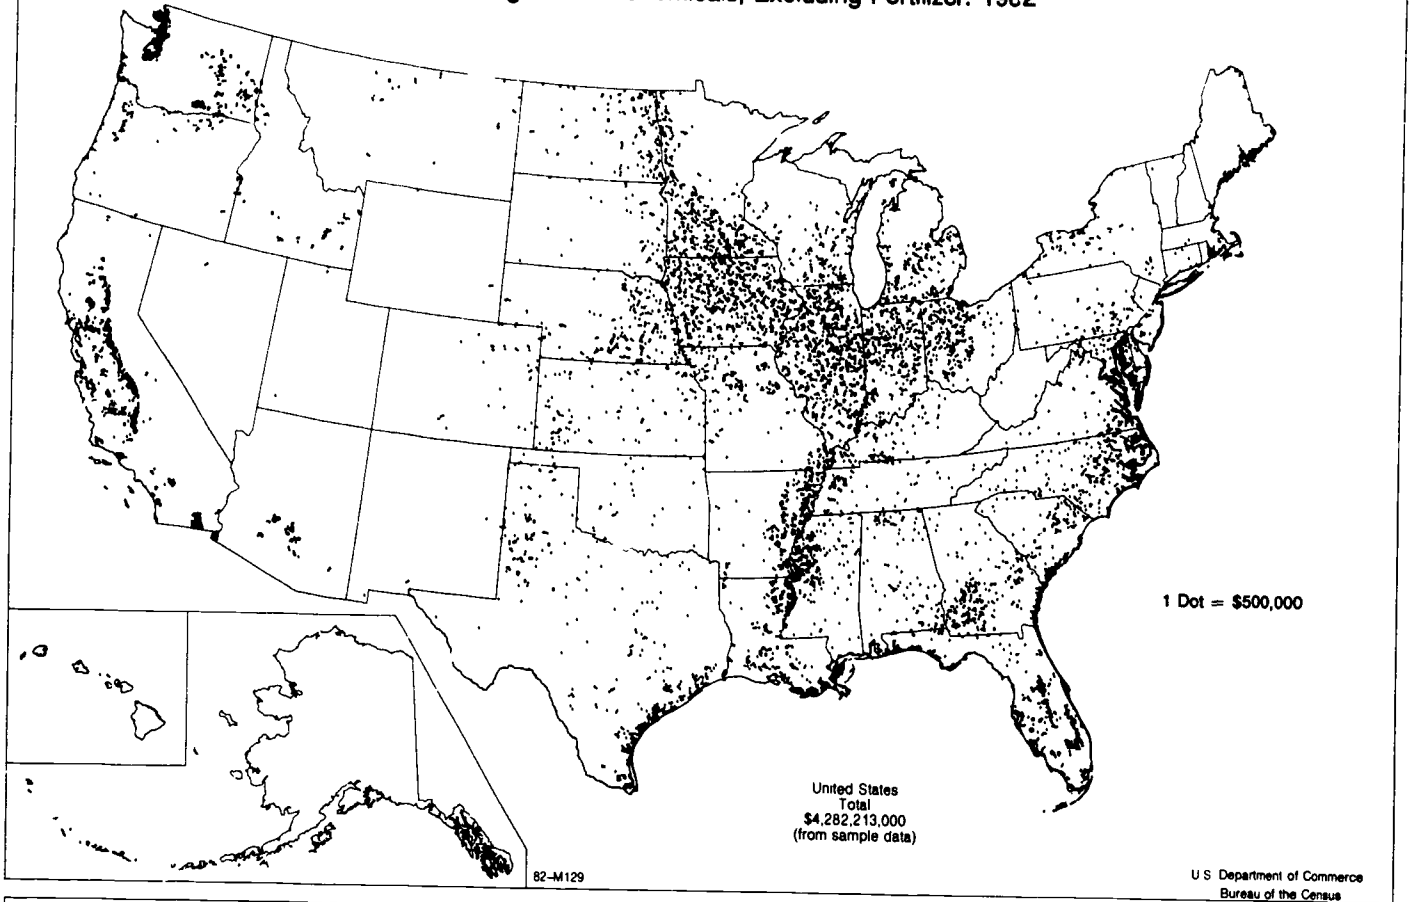 Excluding Fertilizer: 1982
1 Dot = $500,000
United States
Total
$4,282,213,000
(from sample data)
82-M129
U S Department of Commerce
Bureau of the Census